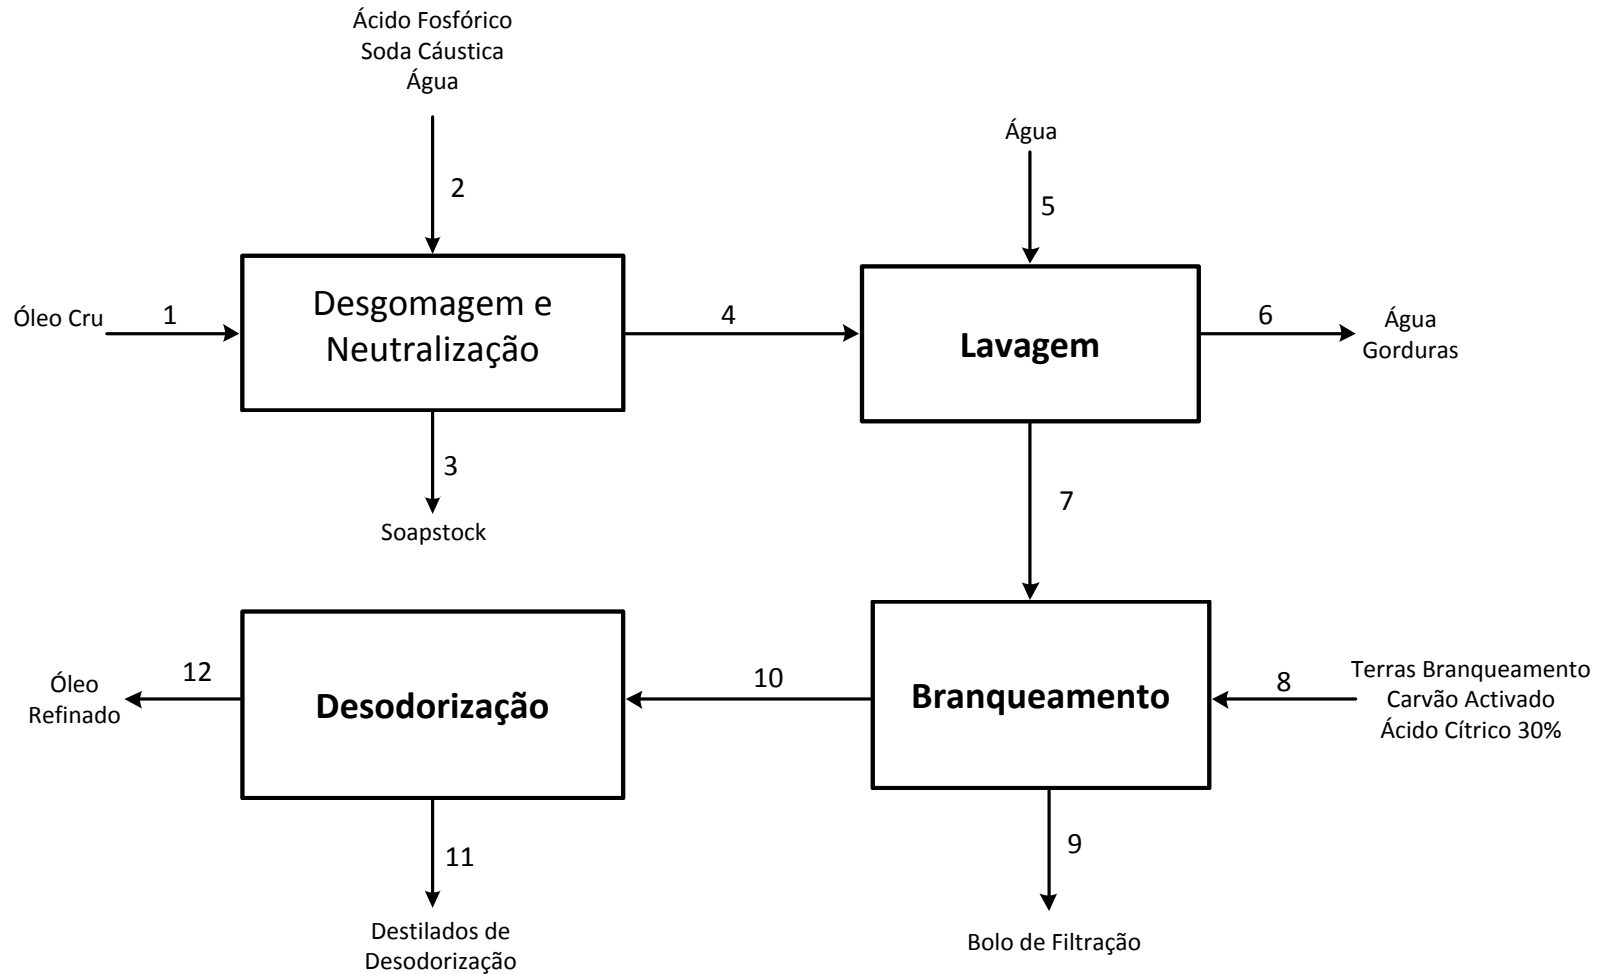 Ácido Fosfórico
Soda Cáustica
Água
2
Água
5
Óleo Cru
1
Desgomagem e
Neutralização
4
Lavagem
6
Água
Gorduras
3
Soapstock
7
Óleo
Refinado
12
Desodorização
10
Branqueamento
8
Terras Branqueamento
Carvão Activado
Ácido Cítrico 30%
11
Destilados de
Desodorização
9
Bolo de Filtração